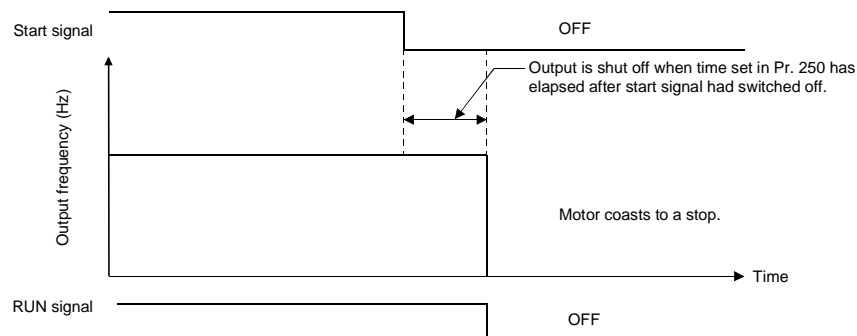 Start signal
OFF
Output is shut off when time set in Pr. 250 has
elapsed after start signal had switched off.
Output frequency (Hz)
Motor coasts to a stop.
Time
RUN signal
OFF